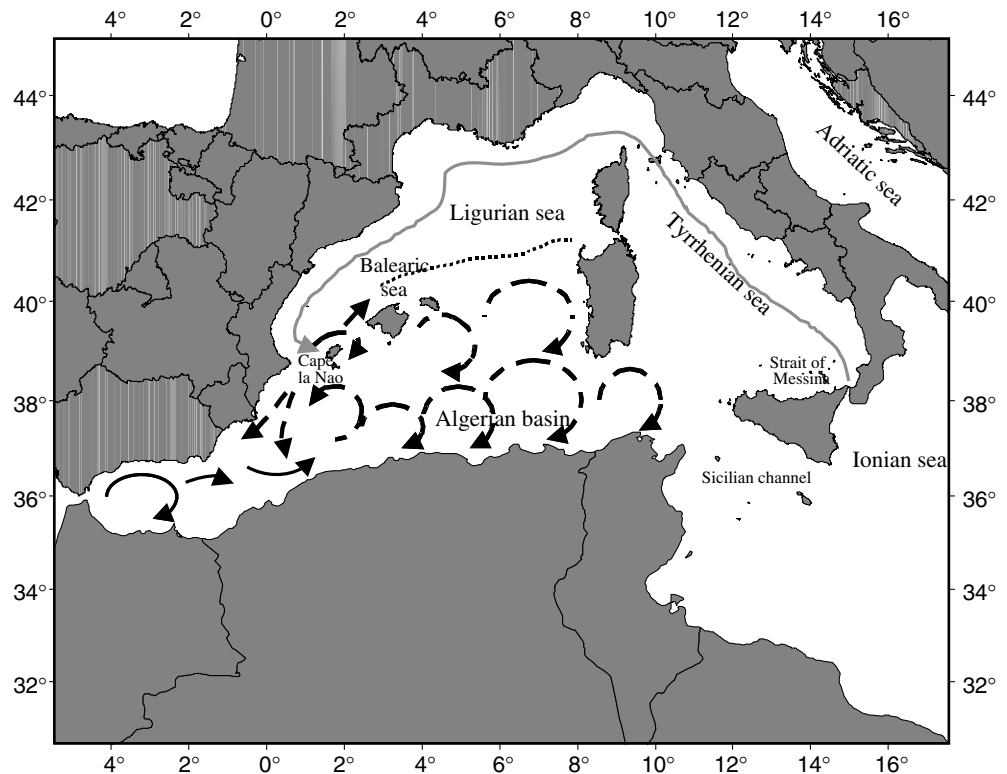 4° 2° 0° 2° 4° 6° 8° 10° 12° 14° 16°
44° 44°
Adriatic sea
42° 42°
Ligurian sea
Tyrrhenian sea
Balearic
sea
40° 40°
Cape
la Nao
Strait of
Messina
38° 38°
Algerian basin
Ionian sea
Sicilian channel
36° 36°
34° 34°
32° 32°
4° 2° 0° 2° 4° 6° 8° 10° 12° 14° 16°